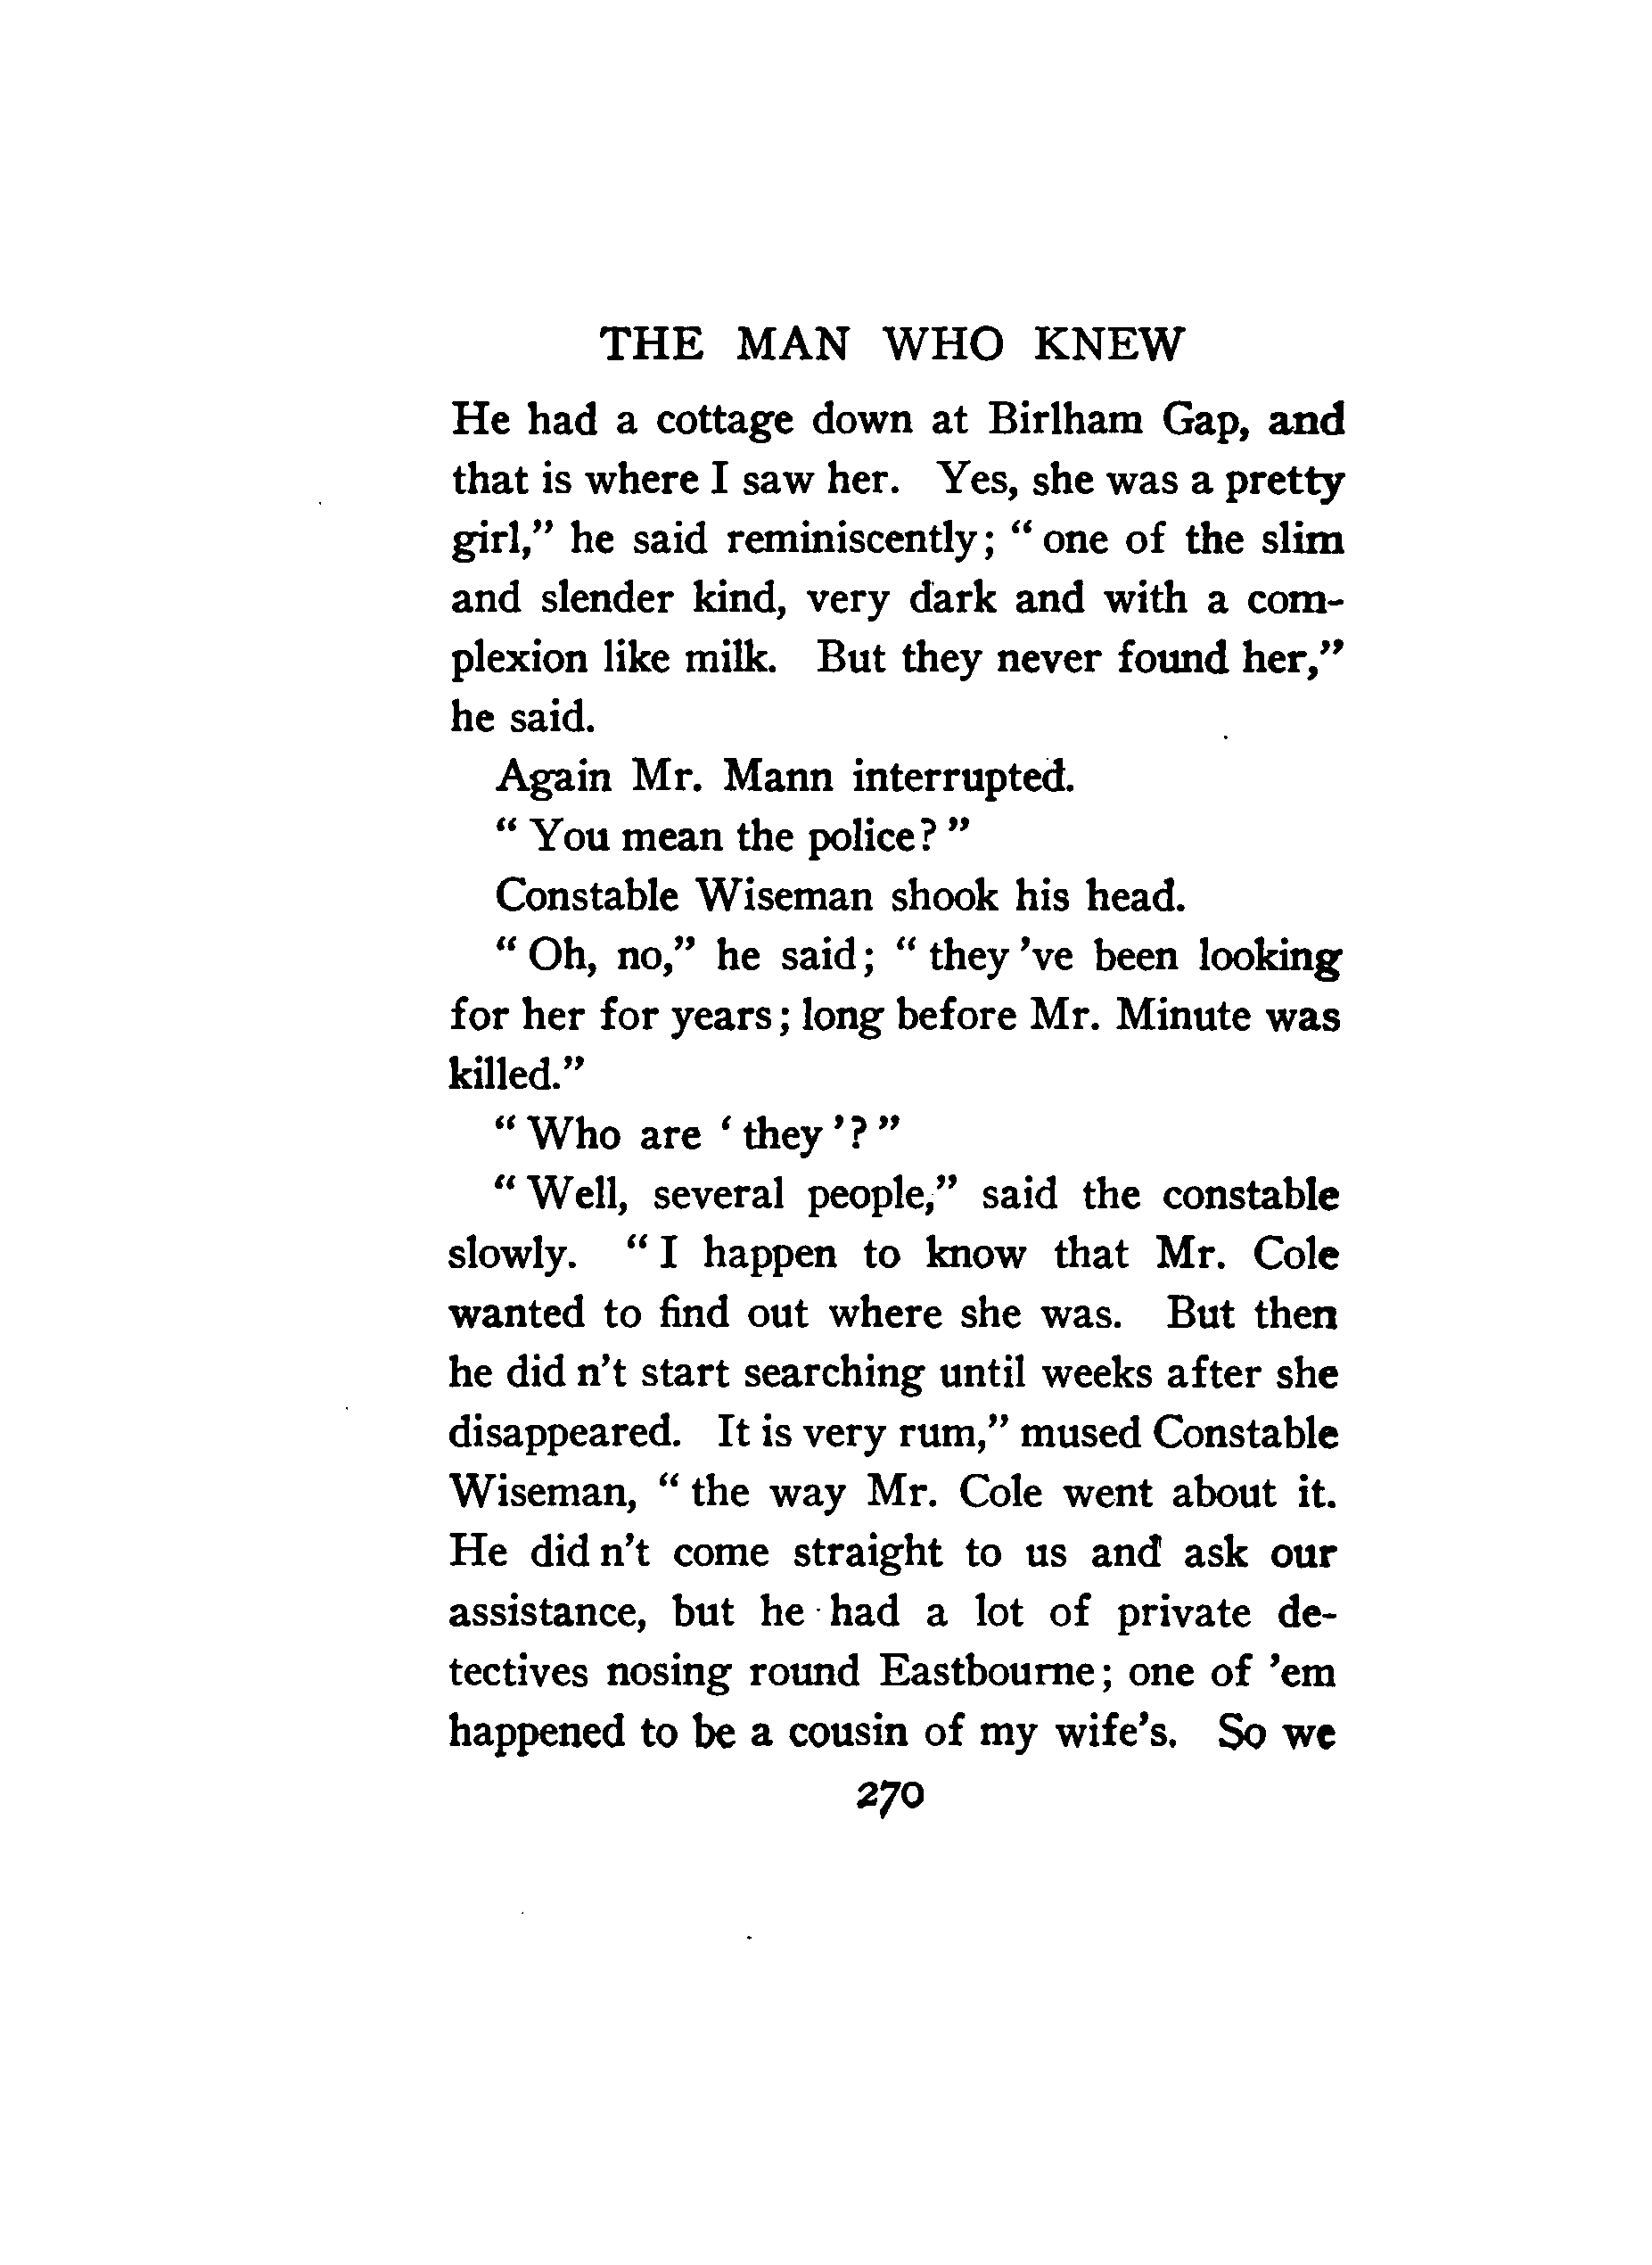 THE MAN WHO KNEW
He had a cottage down at Birlham Gap, and
that is where I saw her. Yes, she was a pretty
girl,” he said reminiscently; “ one of the slim
and slender kind, very dark and with a com-
plexion like milk. But they never found her,”
he said.
Again Mr. Mann interrupted.
“ You mean the police? ”
Constable Wiseman shook his head.
“ Oh, no,” he said; “ they ’ve been looking
for her for years; long before Mr. Minute was
killed.”
“ Who are ‘ they ’? ”
“ Well, several people,” said the constable
slowly. “ I happen to know that Mr. Cole
wanted to find out where she was. But then
he did n’t start searching until weeks after she
disappeared. It is very rum,” mused Constable
Wiseman, “ the way Mr. Cole went about it.
He did n’t come straight to us and ask our
assistance, but he had a lot of private de-
tectives nosing round Eastbourne; one of ’em
happened to be a cousin of my wife’s. So we
270